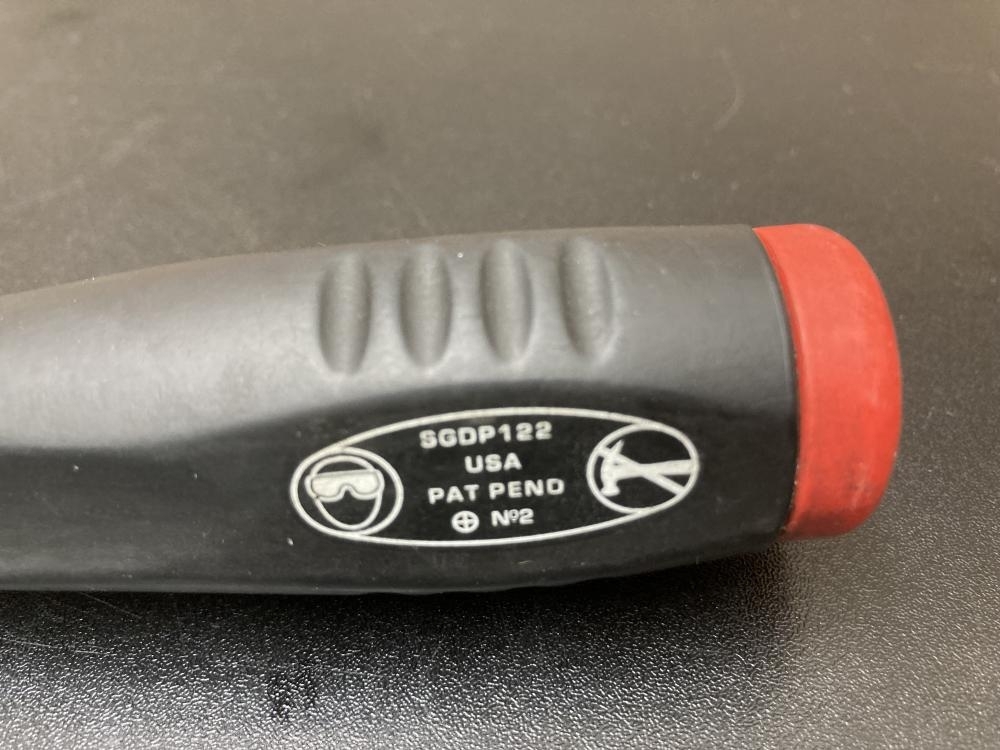 SGDP122
USA
PAT PEND
Nº2